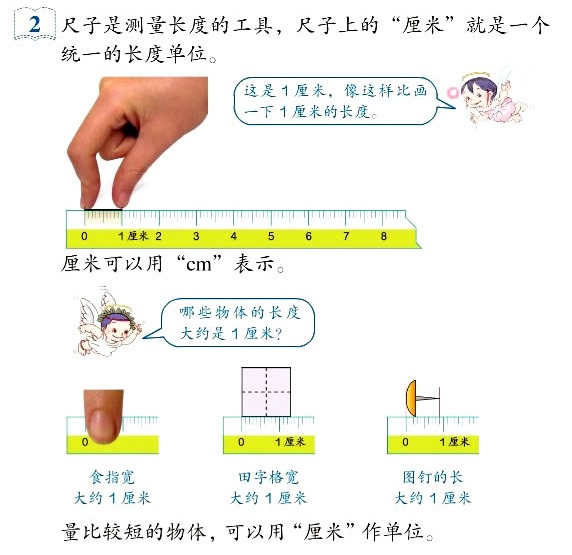 2 尺子是测量长度的工具，尺子上的“厘米”就是一个
统一的长度单位。
这是1厘米，像这样比画
一下1厘米的长度。
0 1厘米 2 3 4 5 6 7 8
厘米可以用“cm”表示。
哪些物体的长度
大约是1厘米？
0
0 1厘米
0 1厘米
食指宽
大约1厘米
田字格宽
大约1厘米
图钉的长
大约1厘米
量比较短的物体，可以用“厘米”作单位。